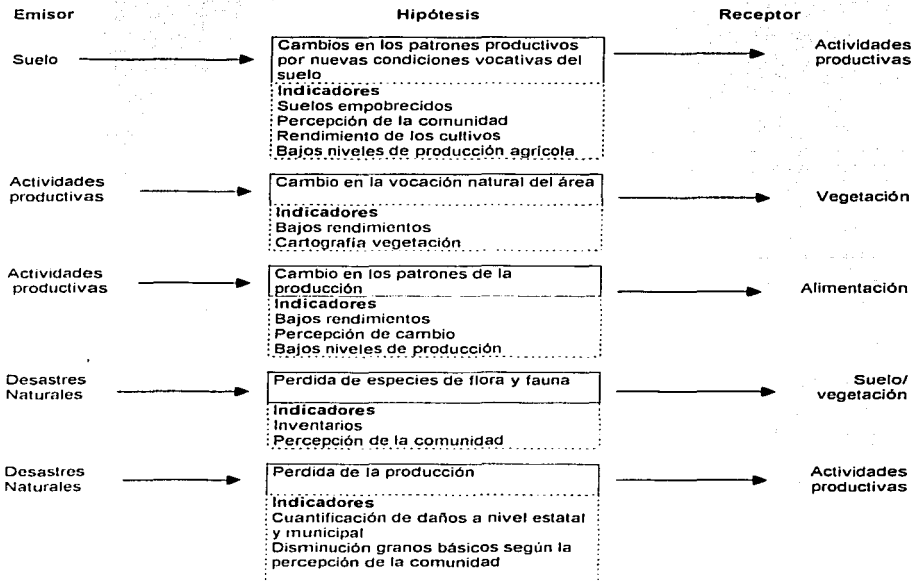 Emisor Hipótesis Receptor
Suelo
Cambios en los patrones productivos
por nuevas condiciones vocativas del
suelo
Indicadores
Suelos empobrecidos
Percepción de la comunidad
Rendimiento de los cultivos
Bajos niveles de producción agrícola
Actividades
productivas
Actividades
productivas
Cambio en la vocación natural del área
Indicadores
Bajos rendimientos
Cartografía vegetación
Vegetación
Actividades
productivas
Cambio en los patrones de la
producción
Indicadores
Bajos rendimientos
Percepción de cambio
Bajos niveles de producción
Alimentación
Desastres
Naturales
Perdida de especies de flora y fauna
Indicadores
Inventarios
Percepción de la comunidad
Suelo/
vegetación
Desastres
Naturales
Perdida de la producción
Indicadores
Cuantificación de daños a nivel estatal
y municipal
Disminución granos básicos según la
percepción de la comunidad
Actividades
productivas